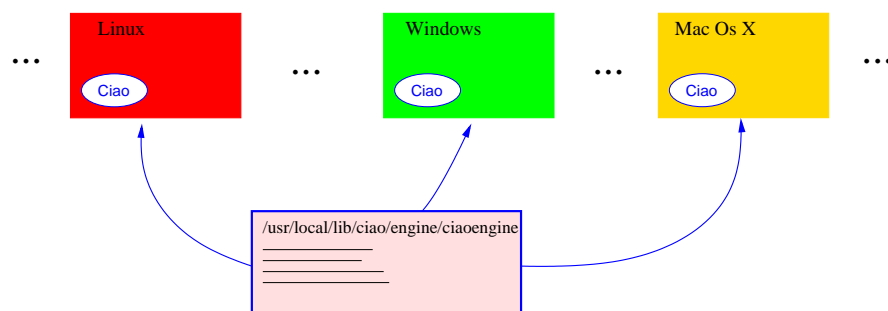 Linux
Windows
Mac Os X
... ... ... ...
Ciao
Ciao
Ciao
/usr/local/lib/ciao/engine/ciaoengine